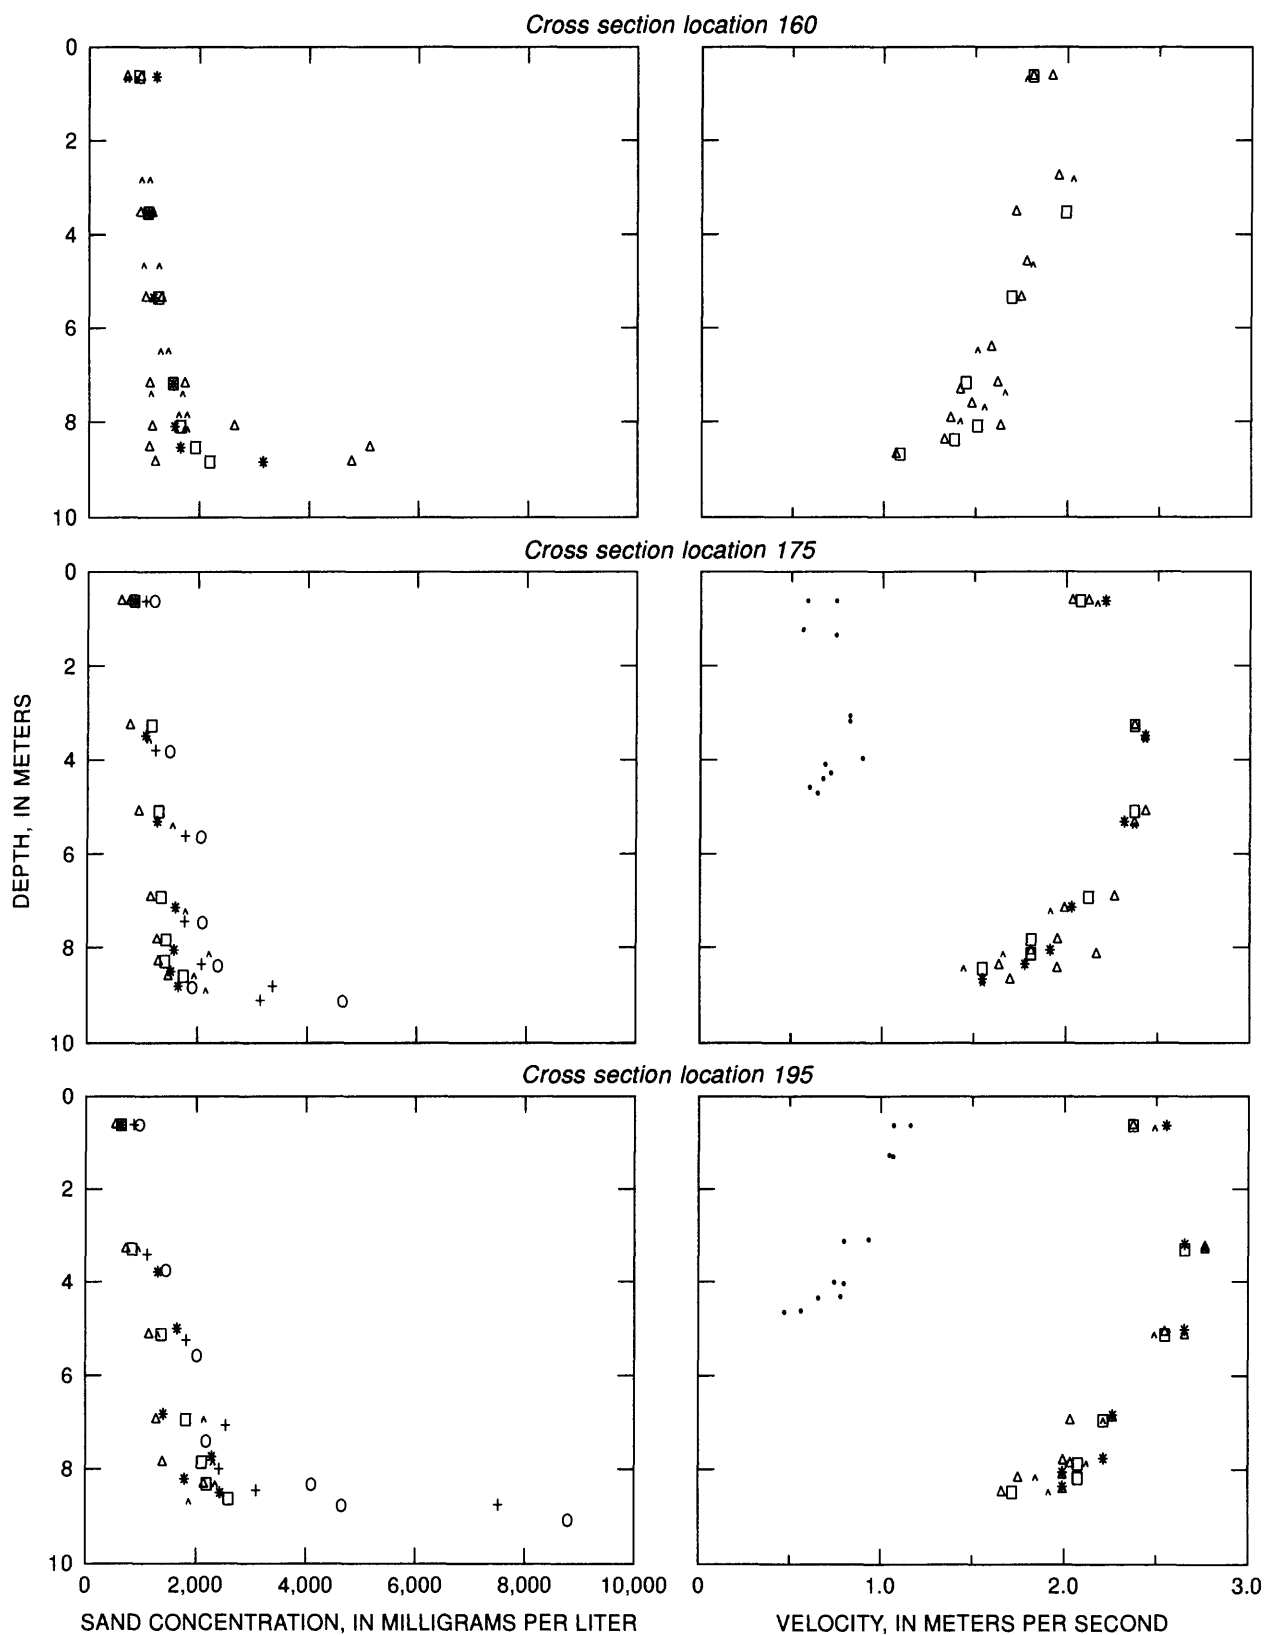 Cross section location 160
0
2
4
6
8
10
Cross section location 175
0
2
4
6
8
10
DEPTH, IN METERS
Cross section location 195
0
2
4
6
8
10
0 2,000 4,000 6,000 8,000 10,000
0 1.0 2.0 3.0
SAND CONCENTRATION, IN MILLIGRAMS PER LITER
VELOCITY, IN METERS PER SECOND